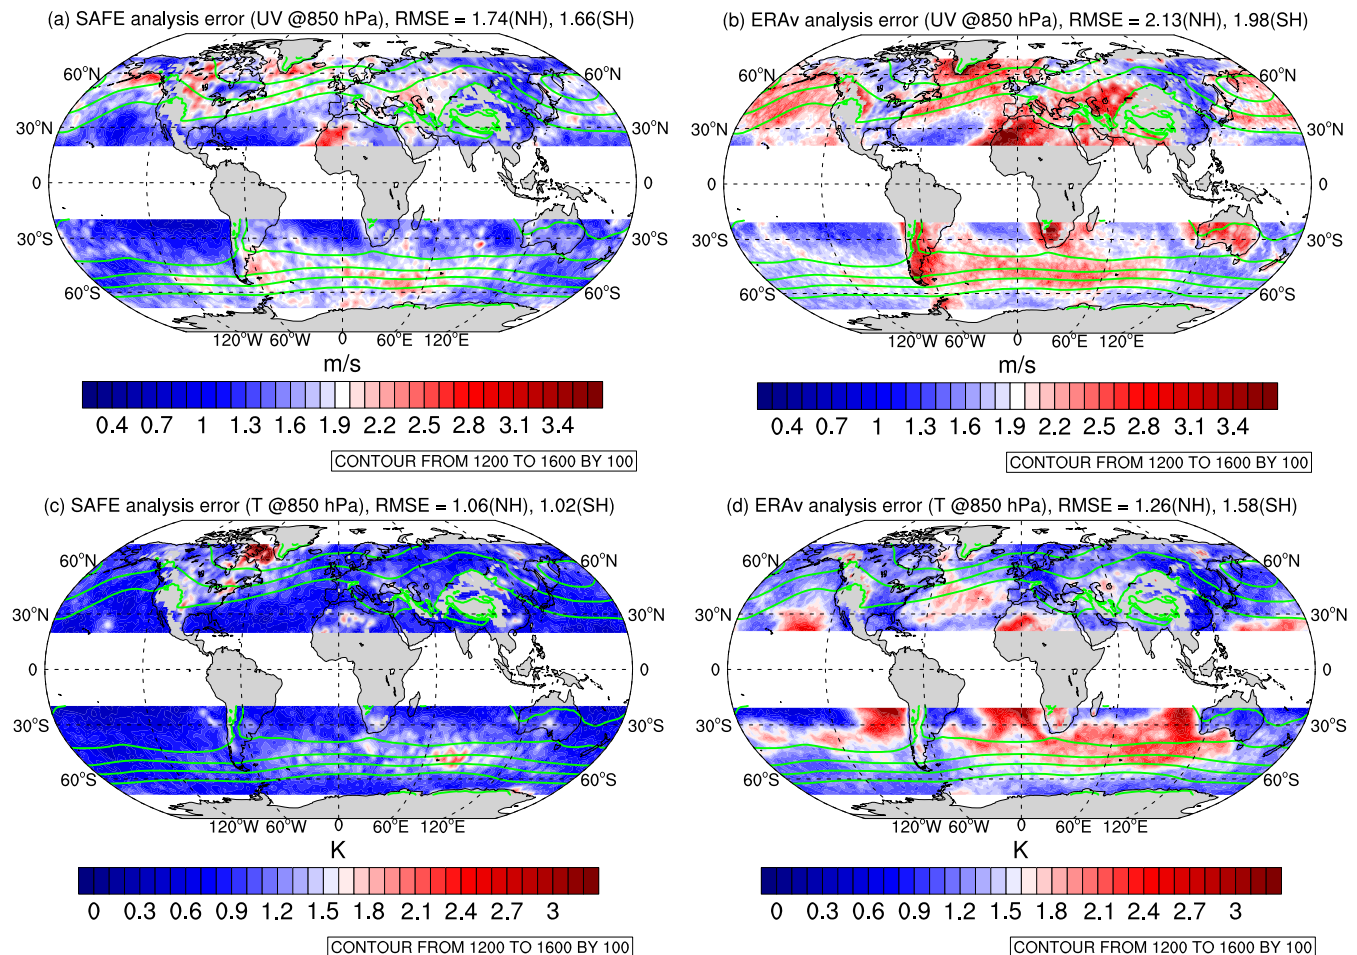 (a) SAFE analysis error (UV @850 hPa), RMSE = 1.74(NH), 1.66(SH)
60°N 60°N
30°N 30°N
0 0
30°S 30°S
60°S 60°S
120°W 60°W 0 60°E 120°E
m/s
0.4 0.7 1 1.3 1.6 1.9 2.2 2.5 2.8 3.1 3.4
CONTOUR FROM 1200 TO 1600 BY 100
(b) ERAv analysis error (UV @850 hPa), RMSE = 2.13(NH), 1.98(SH)
60°N 60°N
30°N 30°N
0 0
30°S 30°S
60°S 60°S
120°W 60°W 0 60°E 120°E
m/s
0.4 0.7 1 1.3 1.6 1.9 2.2 2.5 2.8 3.1 3.4
CONTOUR FROM 1200 TO 1600 BY 100
(c) SAFE analysis error (T @850 hPa), RMSE = 1.06(NH), 1.02(SH)
60°N 60°N
30°N 30°N
0 0
30°S 30°S
60°S 60°S
120°W 60°W 0 60°E 120°E
K
0 0.3 0.6 0.9 1.2 1.5 1.8 2.1 2.4 2.7 3
CONTOUR FROM 1200 TO 1600 BY 100
(d) ERAv analysis error (T @850 hPa), RMSE = 1.26(NH), 1.58(SH)
60°N 60°N
30°N 30°N
0 0
30°S 30°S
60°S 60°S
120°W 60°W 0 60°E 120°E
K
0 0.3 0.6 0.9 1.2 1.5 1.8 2.1 2.4 2.7 3
CONTOUR FROM 1200 TO 1600 BY 100